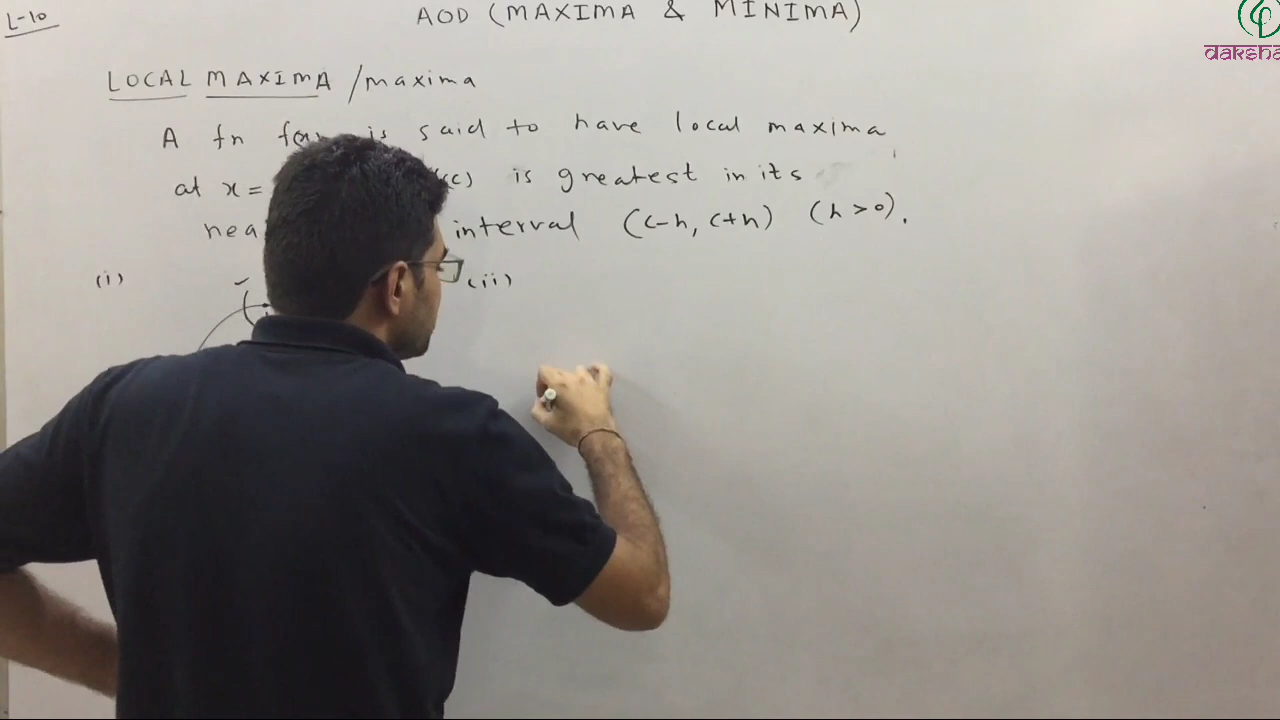 L-10
AOD (MAXIMA & MINIMA)
daksha
LOCAL MAXIMA / maxima
A fn is said to have local maxima
at x = is greatest in its
interval (c-h, c+h) (h>0).
(i) (ii)